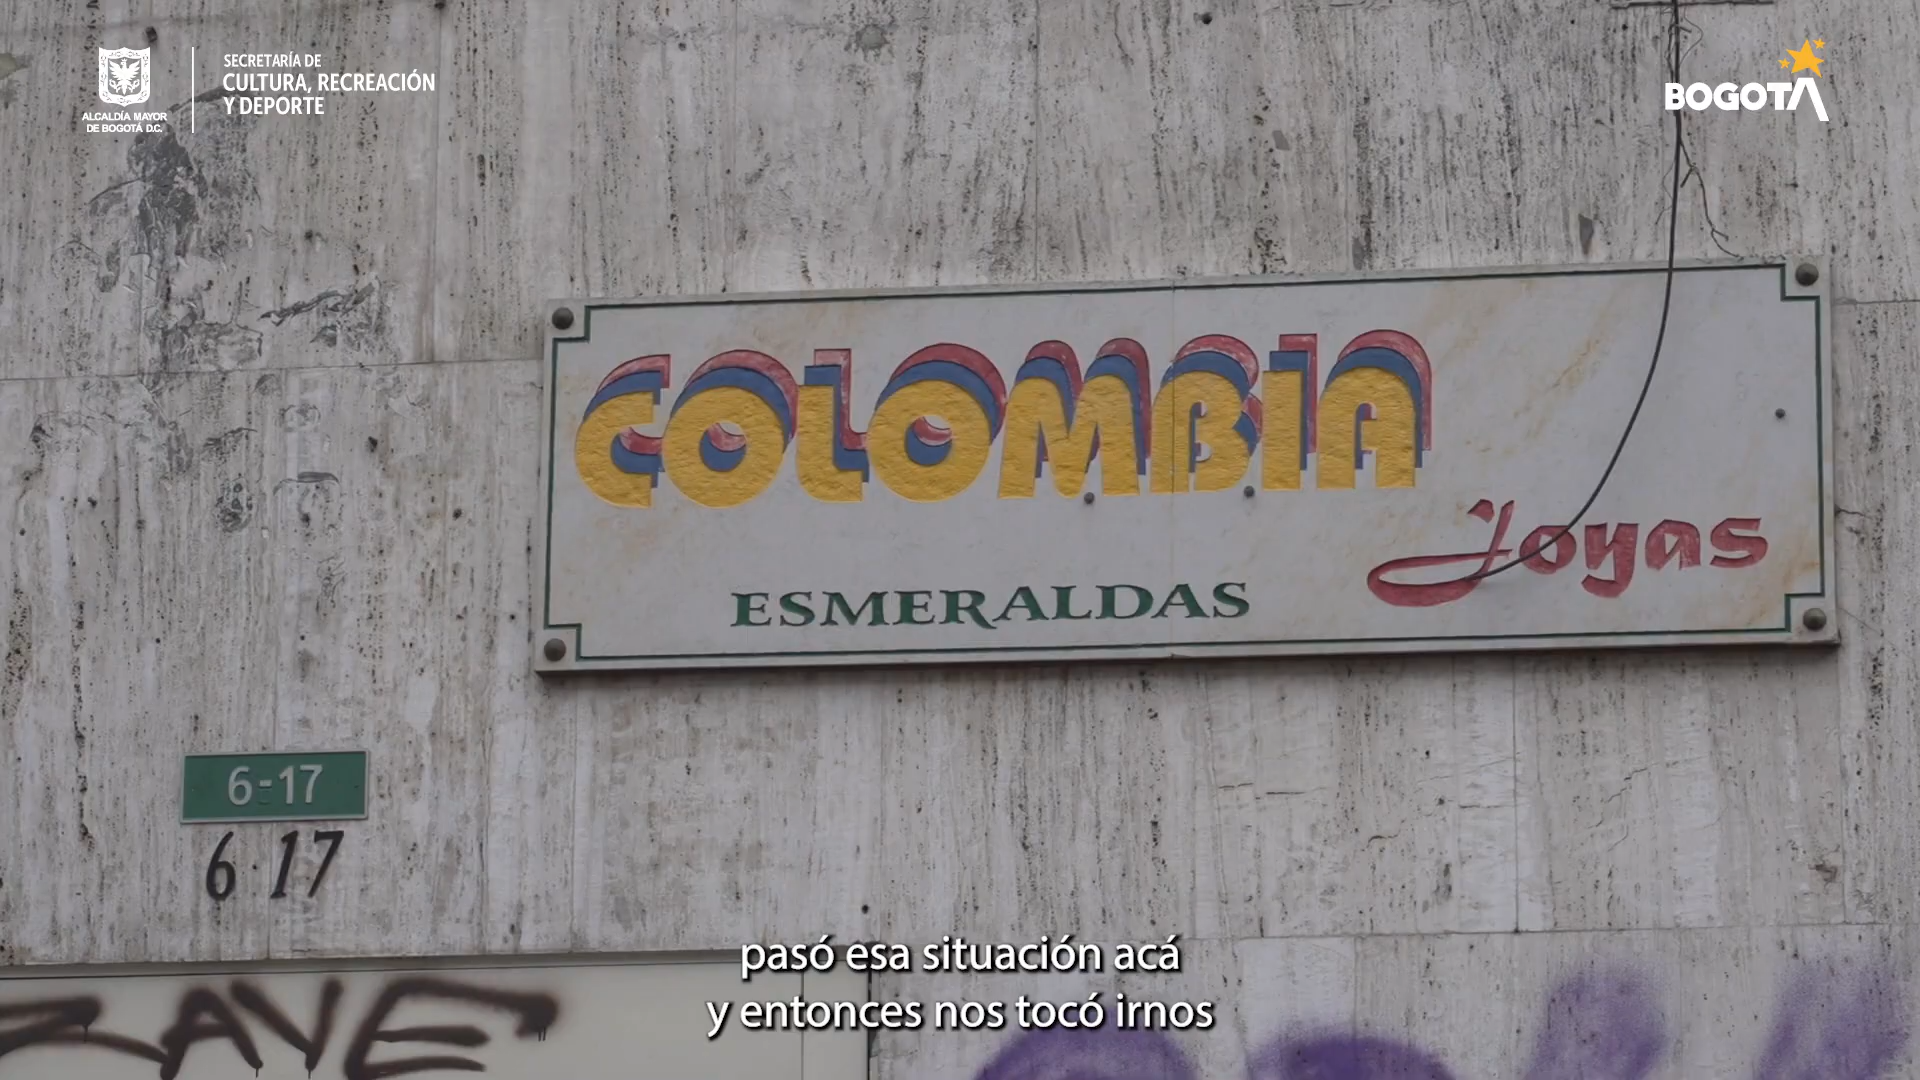 ALCALDÍA MAYOR
DE BOGOTÁ D.C.
SECRETARÍA DE
CULTURA, RECREACIÓN
Y DEPORTE
BOGOTÁ
COLOMBIA
Joyas
ESMERALDAS
6-17
6·17
pasó esa situación acá
y entonces nos tocó irnos